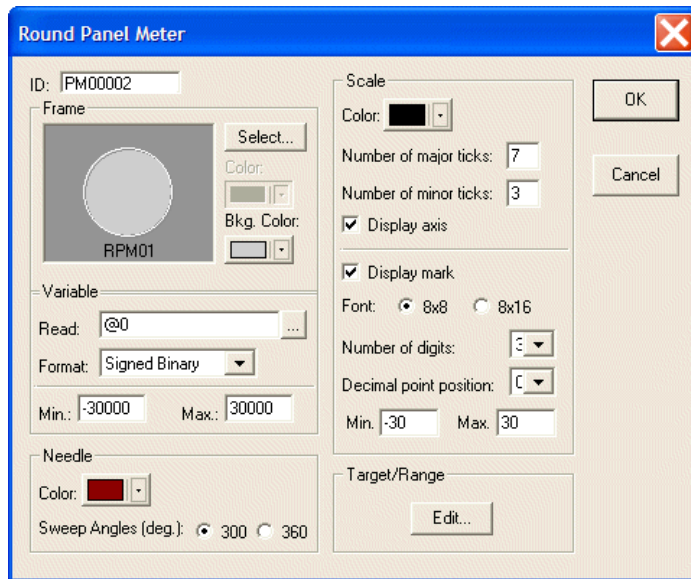 Round Panel Meter
ID: PM00002
Frame
Select...
Color:
Bkg. Color:
RPM01
Variable
Read: @0 ...
Format: Signed Binary
Min.: -30000 Max.: 30000
Needle
Color:
Sweep Angles (deg.): 300 360
Scale
Color:
Number of major ticks: 7
Number of minor ticks: 3
Display axis
Display mark
Font: 8x8 8x16
Number of digits: 3
Decimal point position:
Min. -30 Max. 30
Target/Range
Edit...
OK
Cancel